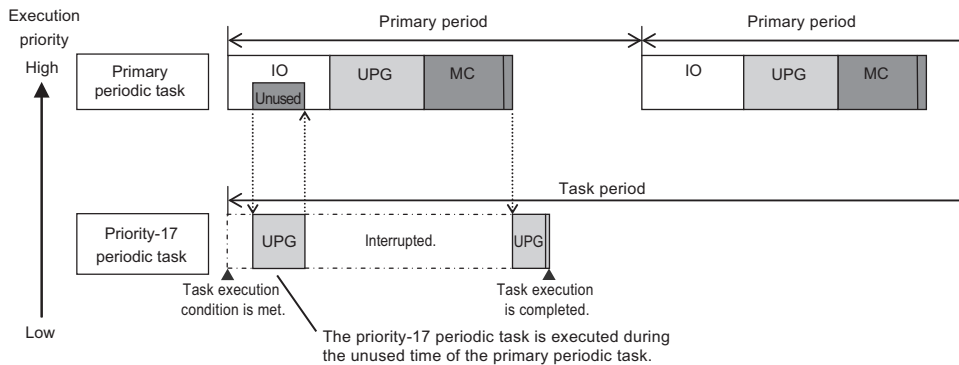 Execution
priority
High
Low
Primary period
Primary period
Primary
periodic task
IO
UPG
MC
Unused
IO
UPG
MC
Task period
Priority-17
periodic task
UPG
Interrupted.
UPG
Task execution
condition is met.
Task execution
is completed.
The priority-17 periodic task is executed during
the unused time of the primary periodic task.